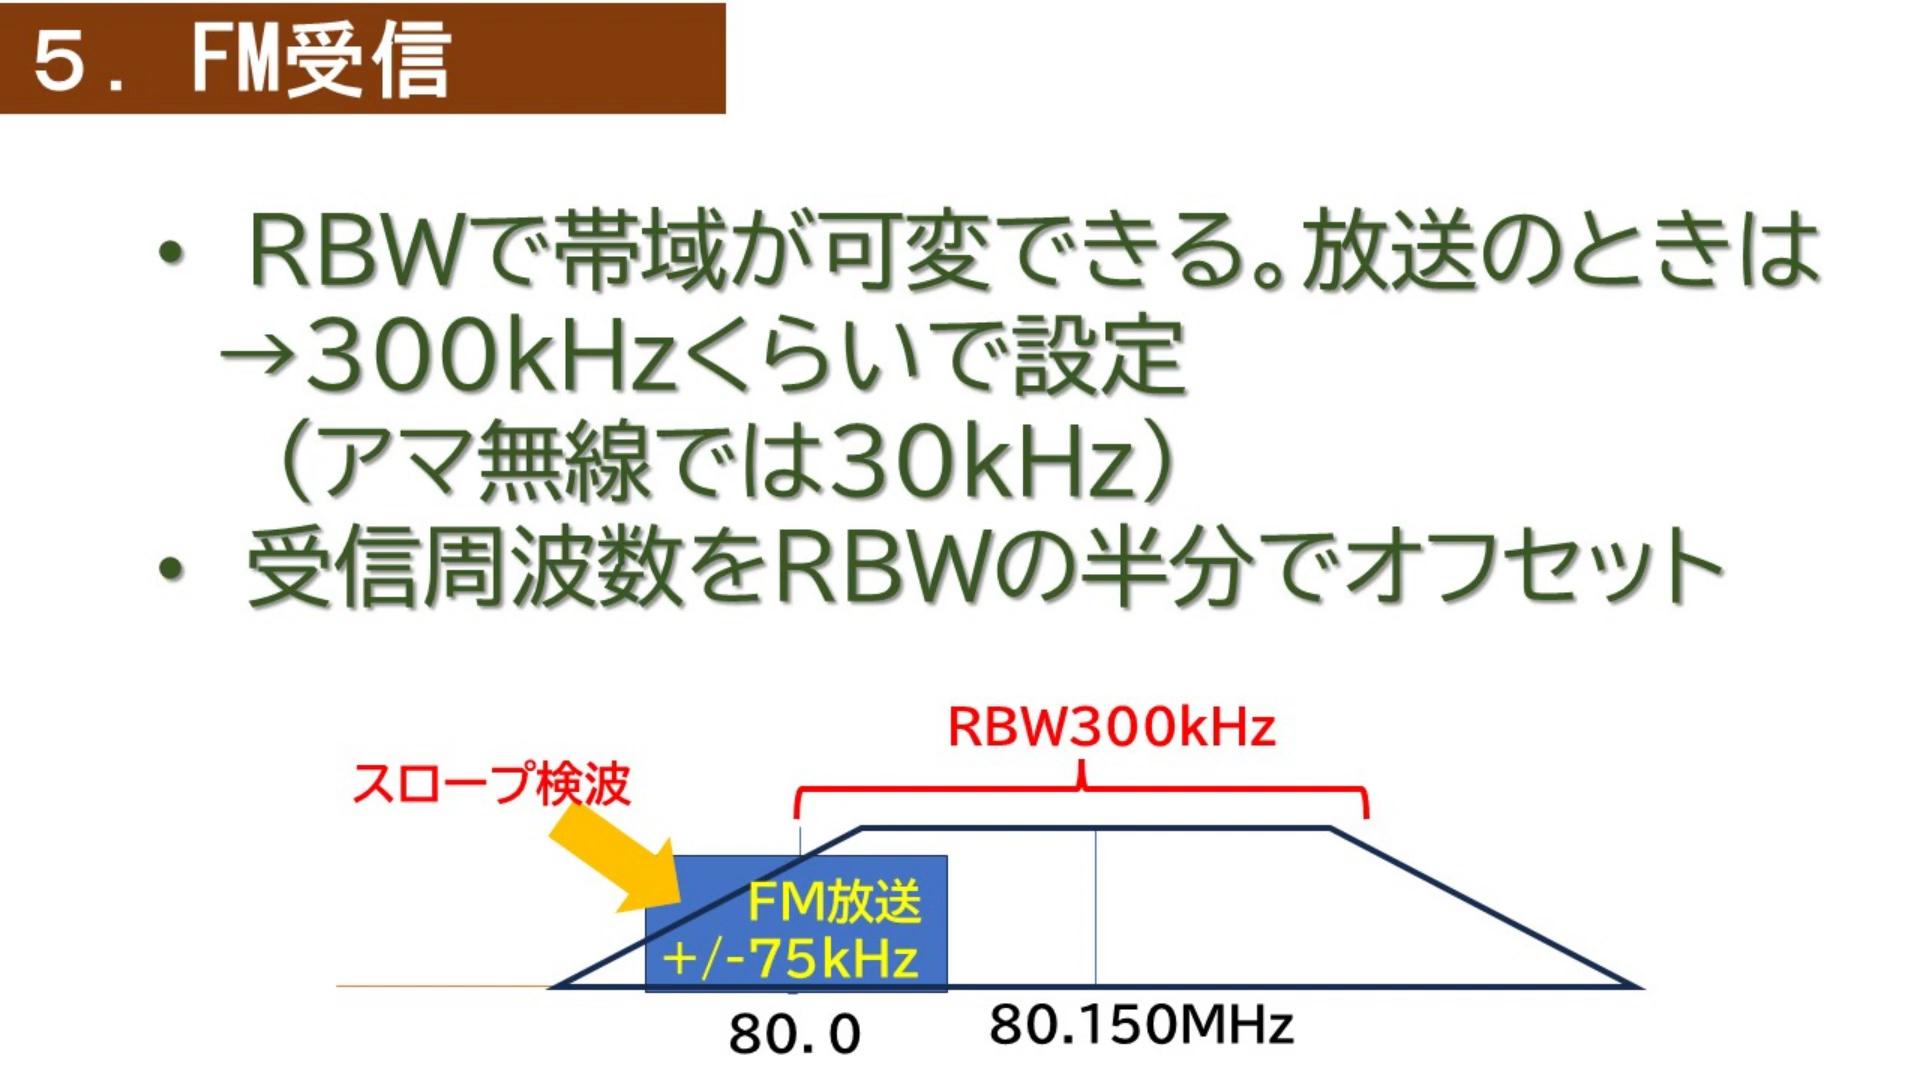 ５．FM受信
• RBWで帯域が可変できる。放送のときは
→300kHzくらいで設定
（アマ無線では30kHz）
• 受信周波数をRBWの半分でオフセット
RBW300kHz
スロープ検波
FM放送
+/-75kHz
80.0
80.150MHz